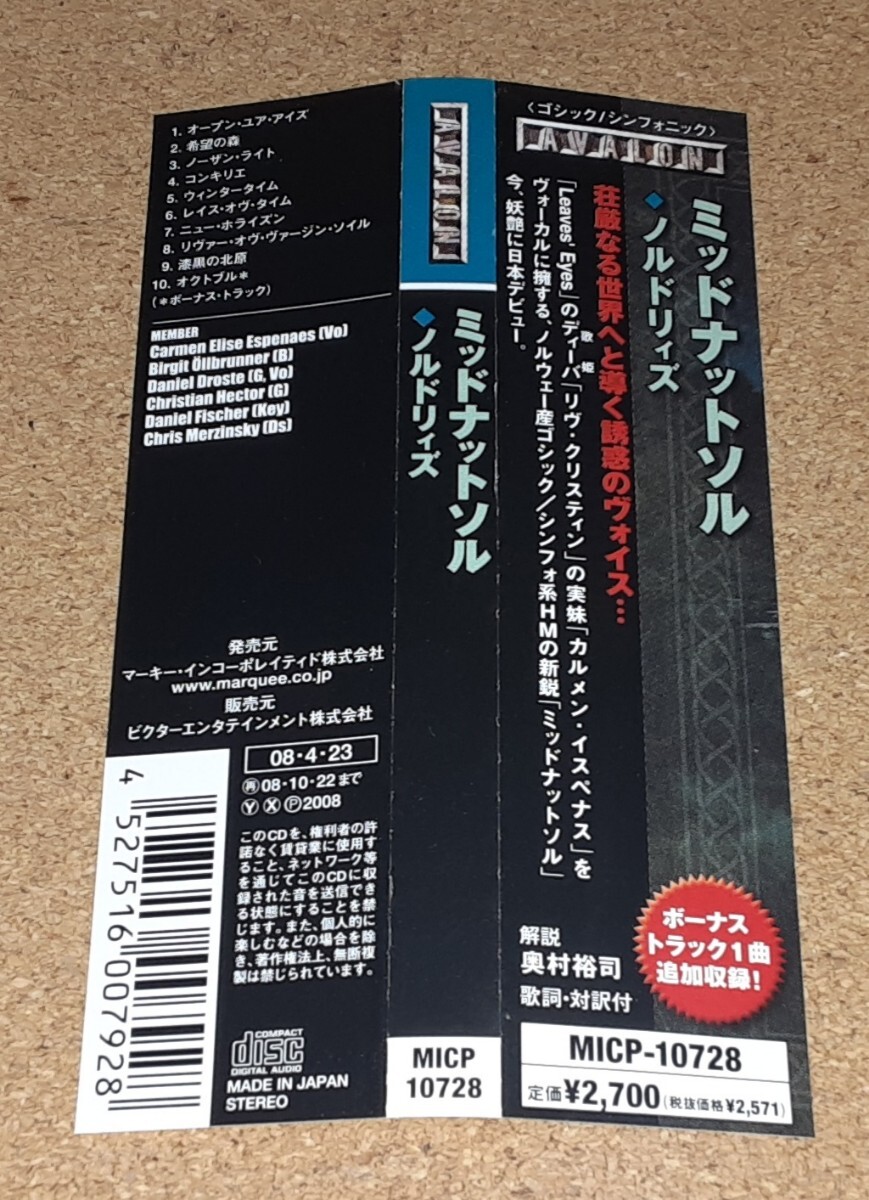 〈ゴシック/シンフォニック〉
AVALON
ミッドナットソル
◆ノルドリィズ
荘厳なる世界へと導く誘惑のヴォイス…
「Leaves' Eyes」のディーバ「リヴ・クリスティン」の実妹「カルメン・イスペナス」を
歌姫
ヴォーカルに擁する、ノルウェー産ゴシック/シンフォ系HMの新鋭「ミッドナットソル」
今、妖艶に日本デビュー。
ボーナス
トラック1曲
追加収録!
解説
奥村裕司
歌詞・対訳付
MICP-10728
定価¥2,700(税抜価格¥2,571)
AVALON
ミッドナットソル
◆ノルドリィズ
MICP
10728
1. オープン・ユア・アイズ
2. 希望の森
3. ノーザン・ライト
4. コンキリエ
5. ウィンタータイム
6. レイス・オヴ・タイム
7. ニュー・ホライズン
8. リヴァー・オヴ・ヴァージン・ソイル
9. 漆黒の北原
10. オクトブル*
(*ボーナス・トラック)
MEMBER
Carmen Elise Espenaes (Vo)
Birgit Öllbrunner (B)
Daniel Droste (G, Vo)
Christian Hector (G)
Daniel Fischer (Key)
Chris Merzinsky (Ds)
発売元
マーキー・インコーポレイティド株式会社
www.marquee.co.jp
販売元
ビクターエンタテインメント株式会社
08・4・23
再08・10・22まで
Ⓨ Ⓧ Ⓟ2008
このCDを、権利者の許
諾なく賃貸業に使用す
ること、ネットワーク等
を通じてこのCDに収
録された音を送信でき
る状態にすることを禁
じます。また、個人的に
楽しむなどの場合を除
き、著作権法上、無断複
製は禁じられています。
COMPACT
disc
DIGITAL AUDIO
MADE IN JAPAN
STEREO
4 527516 007928